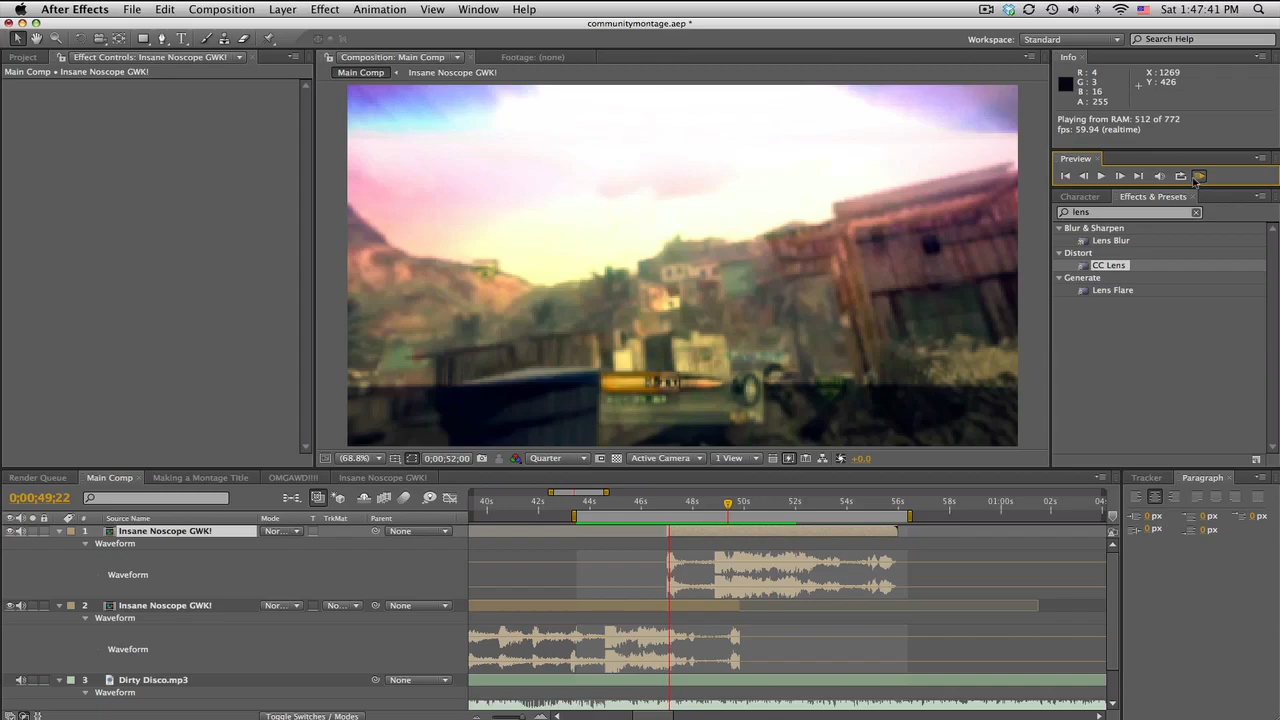 After Effects File Edit Composition Layer Effect Animation View Window Help Sat 1:47:41 PM
communitymontage.aep *
Workspace: Standard Search Help
Project Effect Controls: Insane Noscope GWK! Composition: Main Comp Footage: (none) Info
Main Comp • Insane Noscope GWK! Main Comp Insane Noscope GWK!
R : 4 X : 1269
G : 3 Y : 426
B : 16
A : 255
Playing from RAM: 512 of 772
fps: 59.94 (realtime)
Preview
Character Effects & Presets
lens
Blur & Sharpen
Lens Blur
Distort
CC Lens
Generate
Lens Flare
(68.8%) 0;00;52;00 Quarter Active Camera 1 View +0.0
Render Queue Main Comp Making a Montage Title OMGAWD!!! Insane Noscope GWK! Tracker Paragraph
0;00;49;22 40s 42s 44s 46s 48s 50s 52s 54s 56s 58s 01:00s 02s 04
# Source Name Mode T TrkMat Parent
0 px 0 px 0 px
0 px 0 px
1 Insane Noscope GWK! Nor... None
Waveform
Waveform
2 Insane Noscope GWK! Nor... No... None
Waveform
Waveform
3 Dirty Disco.mp3 None
Waveform
Toggle Switches / Modes